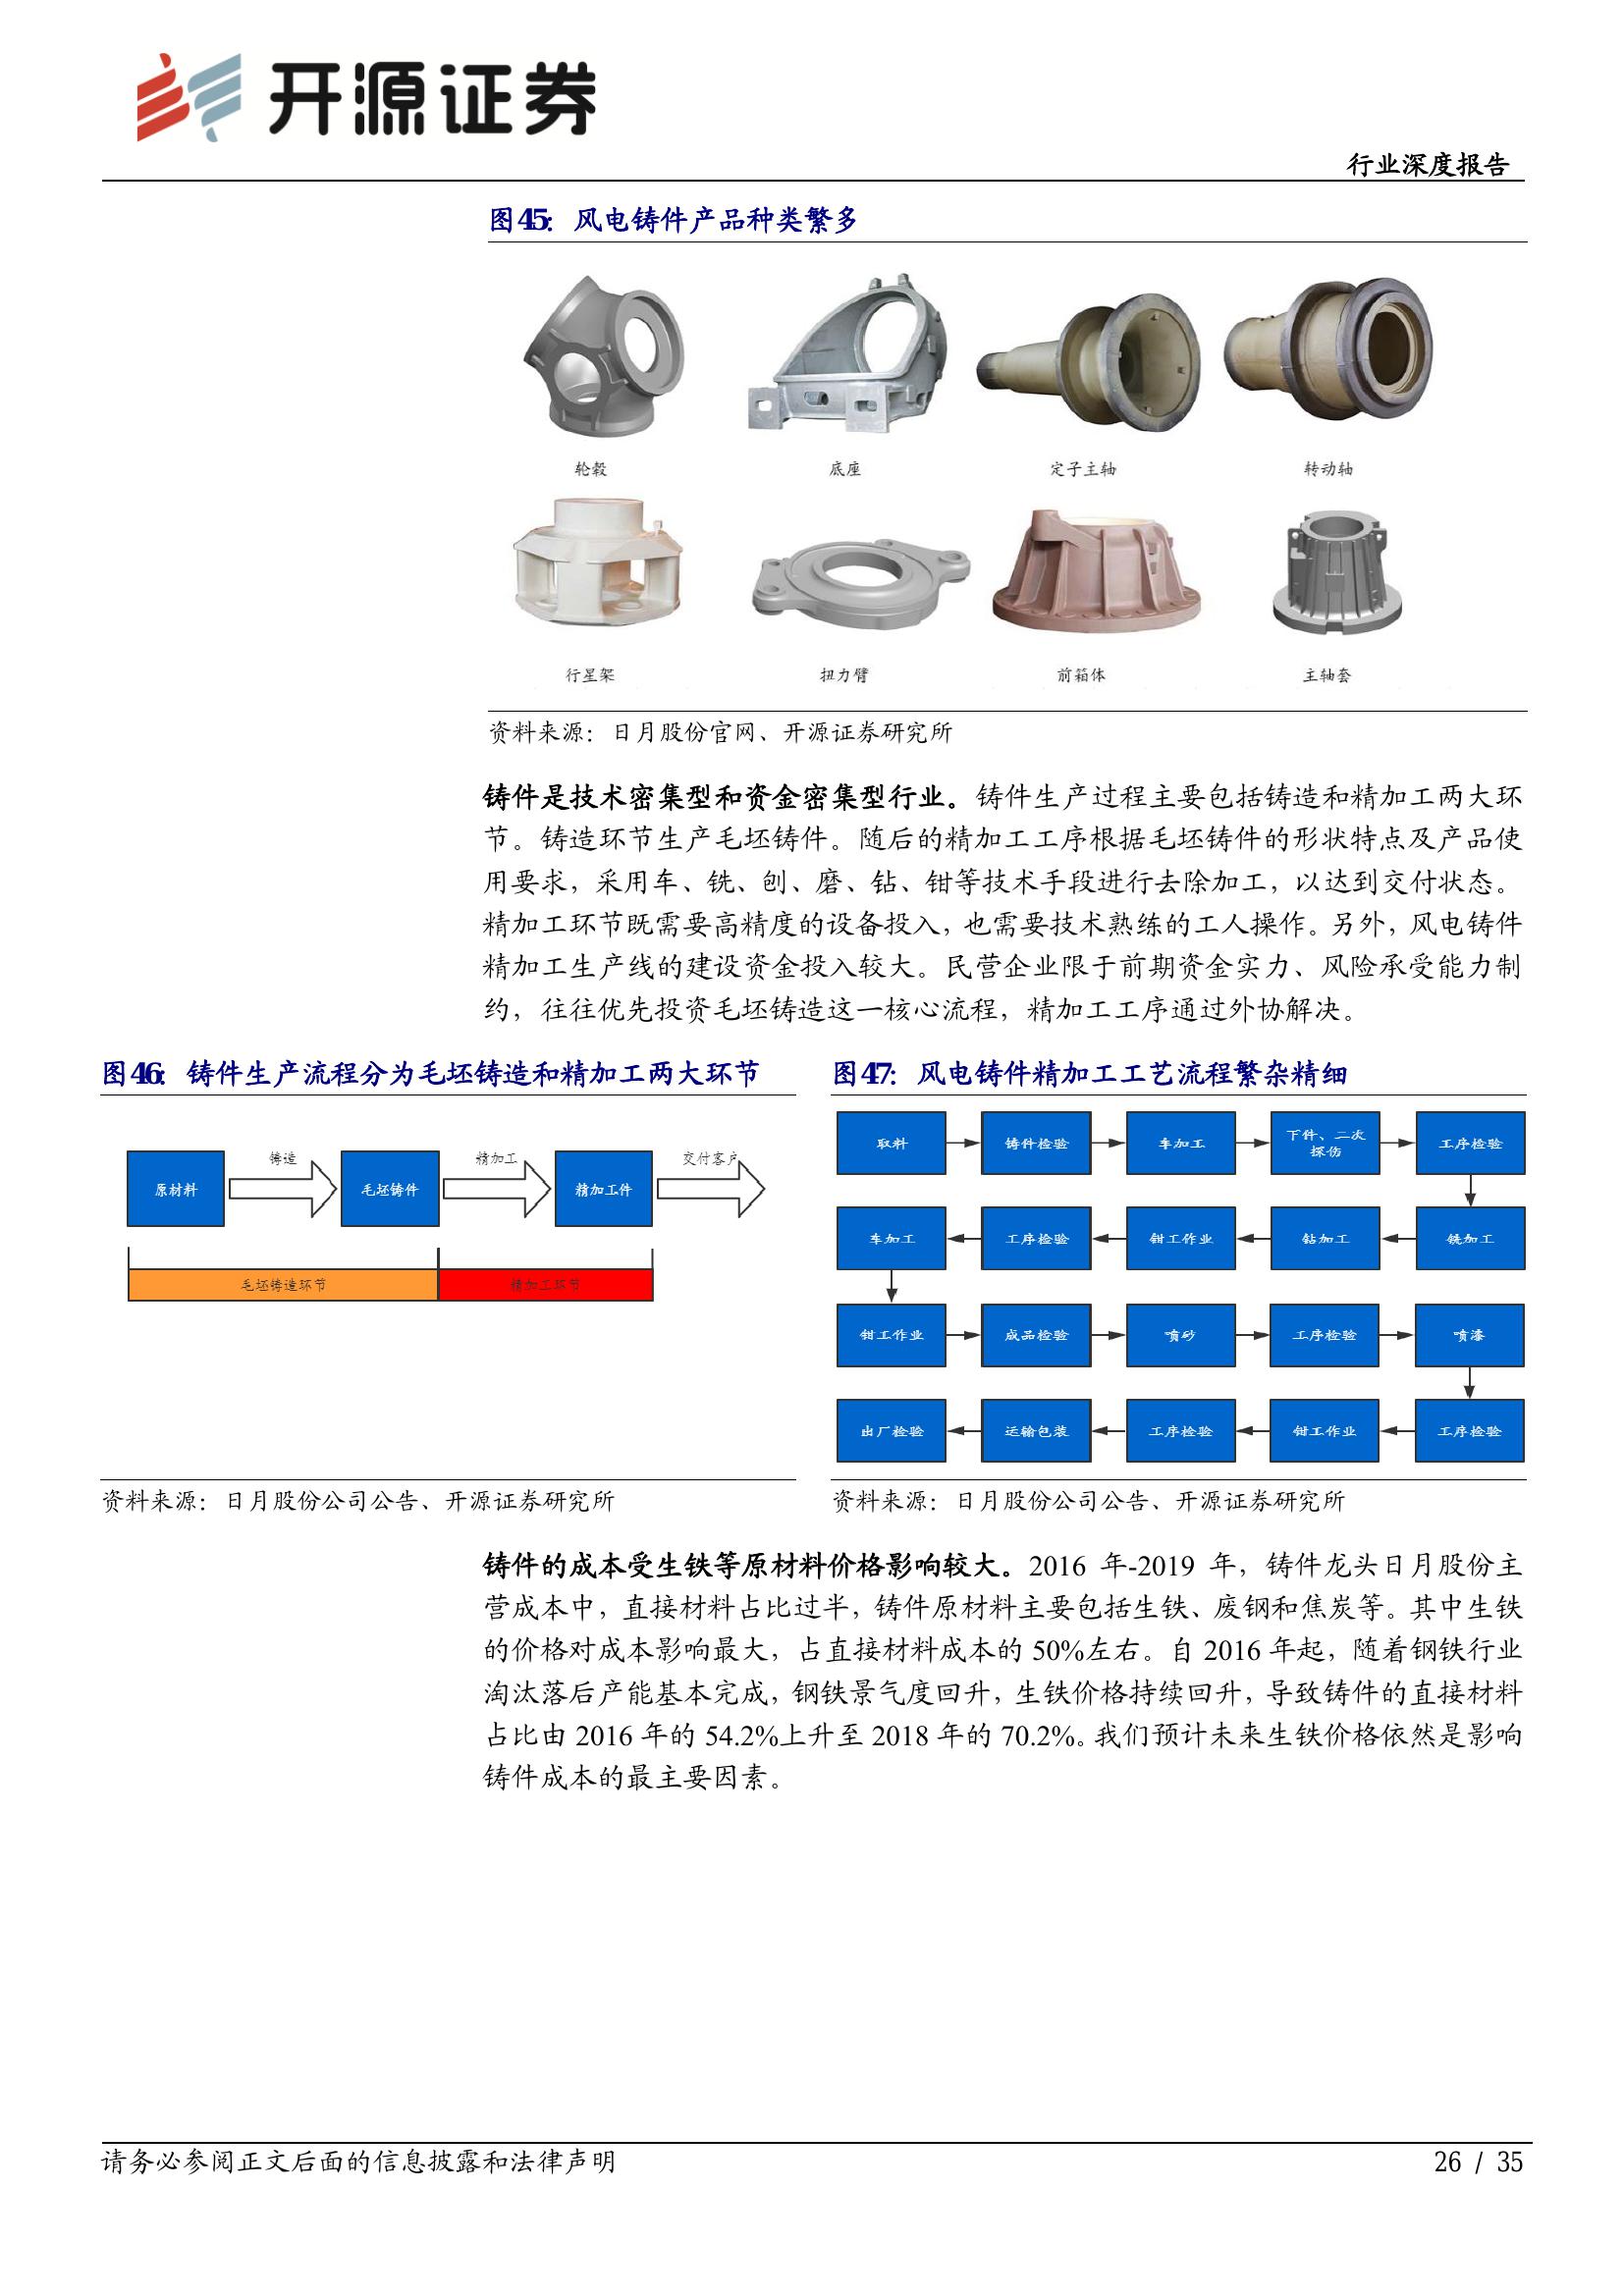 开源证券
行业深度报告
图45：风电铸件产品种类繁多
轮毂
底座
定子主轴
转动轴
行星架
扭力臂
前箱体
主轴套
资料来源：日月股份官网、开源证券研究所
铸件是技术密集型和资金密集型行业。铸件生产过程主要包括铸造和精加工两大环
节。铸造环节生产毛坯铸件。随后的精加工工序根据毛坯铸件的形状特点及产品使
用要求，采用车、铣、刨、磨、钻、钳等技术手段进行去除加工，以达到交付状态。
精加工环节既需要高精度的设备投入，也需要技术熟练的工人操作。另外，风电铸件
精加工生产线的建设资金投入较大。民营企业限于前期资金实力、风险承受能力制
约，往往优先投资毛坯铸造这一核心流程，精加工工序通过外协解决。
图46：铸件生产流程分为毛坯铸造和精加工两大环节
原材料
铸造
毛坯铸件
精加工
精加工件
交付客户
毛坯铸造环节
精加工环节
资料来源：日月股份公司公告、开源证券研究所
图47：风电铸件精加工工艺流程繁杂精细
取料
铸件检验
车加工
下件、二次
探伤
工序检验
车加工
工序检验
钳工作业
钻加工
铣加工
钳工作业
成品检验
喷砂
工序检验
喷漆
出厂检验
运输包装
工序检验
钳工作业
工序检验
资料来源：日月股份公司公告、开源证券研究所
铸件的成本受生铁等原材料价格影响较大。2016 年-2019 年，铸件龙头日月股份主
营成本中，直接材料占比过半，铸件原材料主要包括生铁、废钢和焦炭等。其中生铁
的价格对成本影响最大，占直接材料成本的 50%左右。自 2016 年起，随着钢铁行业
淘汰落后产能基本完成，钢铁景气度回升，生铁价格持续回升，导致铸件的直接材料
占比由 2016 年的 54.2%上升至 2018 年的 70.2%。我们预计未来生铁价格依然是影响
铸件成本的最主要因素。
请务必参阅正文后面的信息披露和法律声明
26 / 35